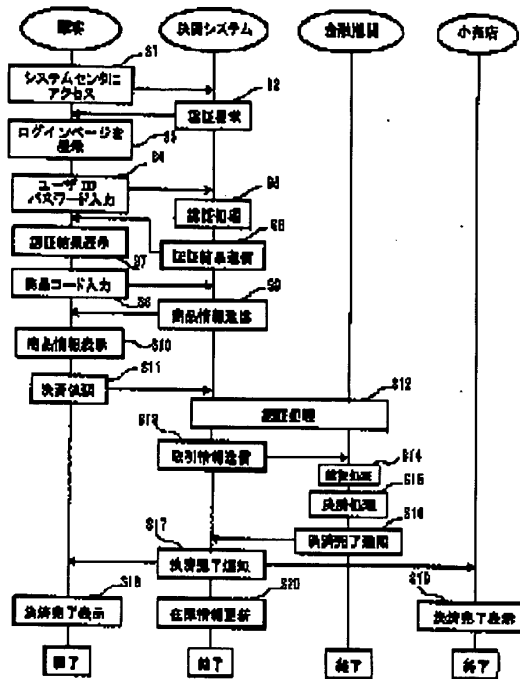 顧客
決済システム
金融機関
小売店
S1
システムセンタに
アクセス
S2
認証要求
ログインページを
S3
S4
ユーザID
パスワード入力
S5
認証処理
S6
認証結果送信
認証結果表示
S7
商品コード入力
S8
S9
商品情報送信
商品情報表示
S10
S11
決済依頼
S12
認証処理
S13
取引情報送信
S14
S15
決済処理
S16
決済完了通知
S17
決済完了通知
S18
決済完了表示
S20
在庫情報更新
S19
決済完了表示
終了
終了
終了
終了